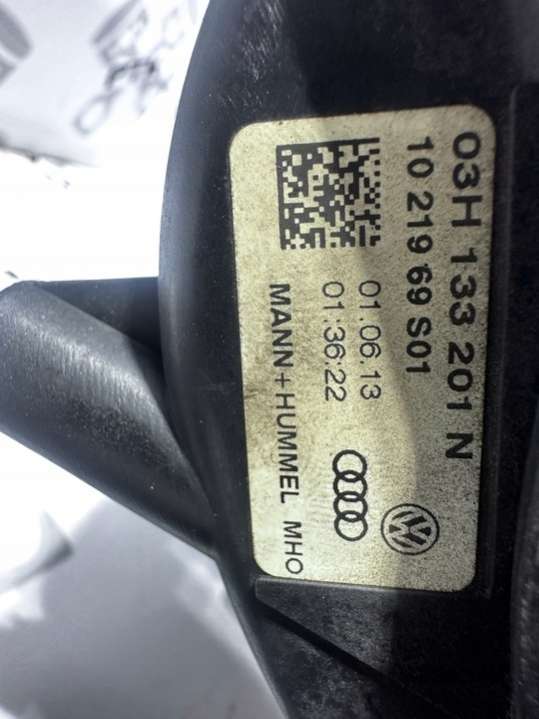 03H 133 201 N
10 219 69 S01
01.06.13
01:36:22
MANN+HUMMEL MHO